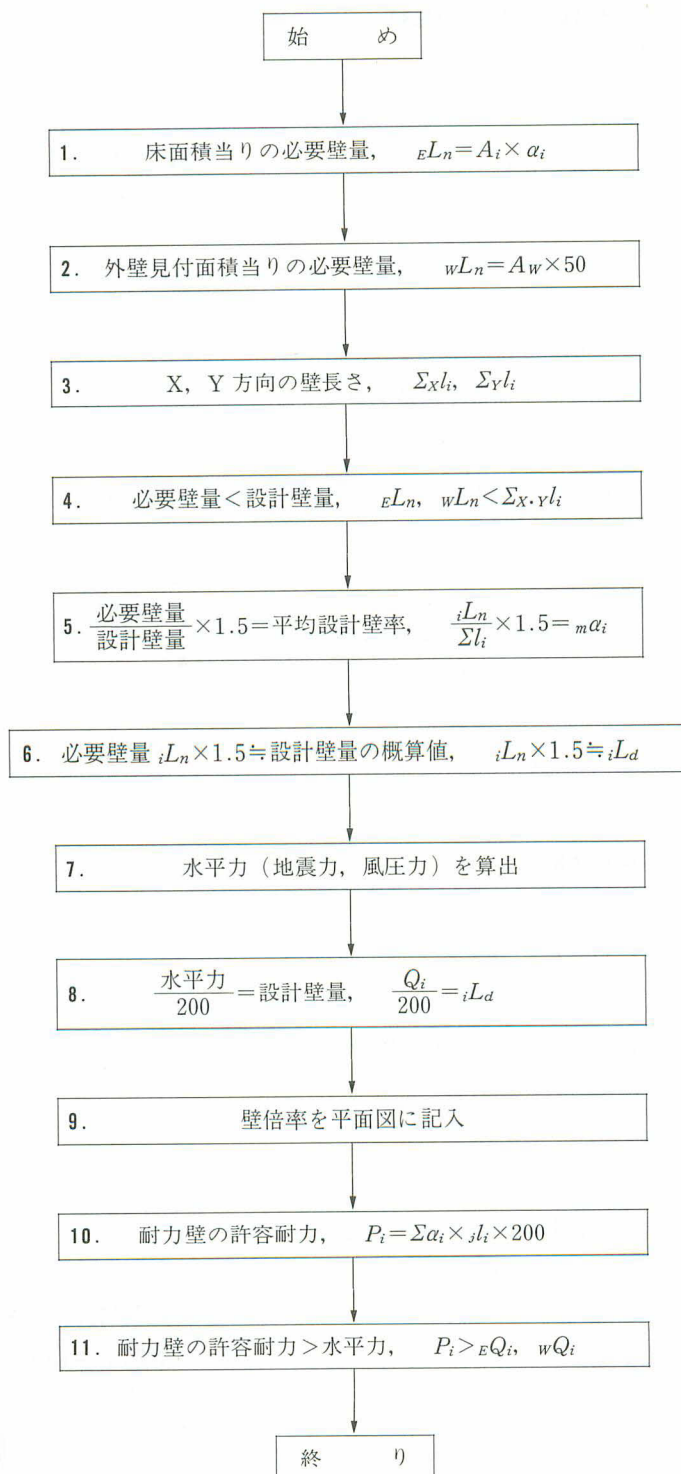 始　め
1. 床面積当りの必要壁量, ELn=Ai×αi
2. 外壁見付面積当りの必要壁量, WLn=AW×50
3. X, Y 方向の壁長さ, ΣXli, ΣYli
4. 必要壁量<設計壁量, ELn, WLn<ΣX・Yli
5. 必要壁量/設計壁量×1.5=平均設計壁率, iLn/Σli×1.5=mαi
6. 必要壁量 iLn×1.5≒設計壁量の概算値, iLn×1.5≒iLd
7. 水平力（地震力, 風圧力）を算出
8. 水平力/200=設計壁量, Qi/200=iLd
9. 壁倍率を平面図に記入
10. 耐力壁の許容耐力, Pi=Σαi×jli×200
11. 耐力壁の許容耐力>水平力, Pi>EQi, WQi
終　り